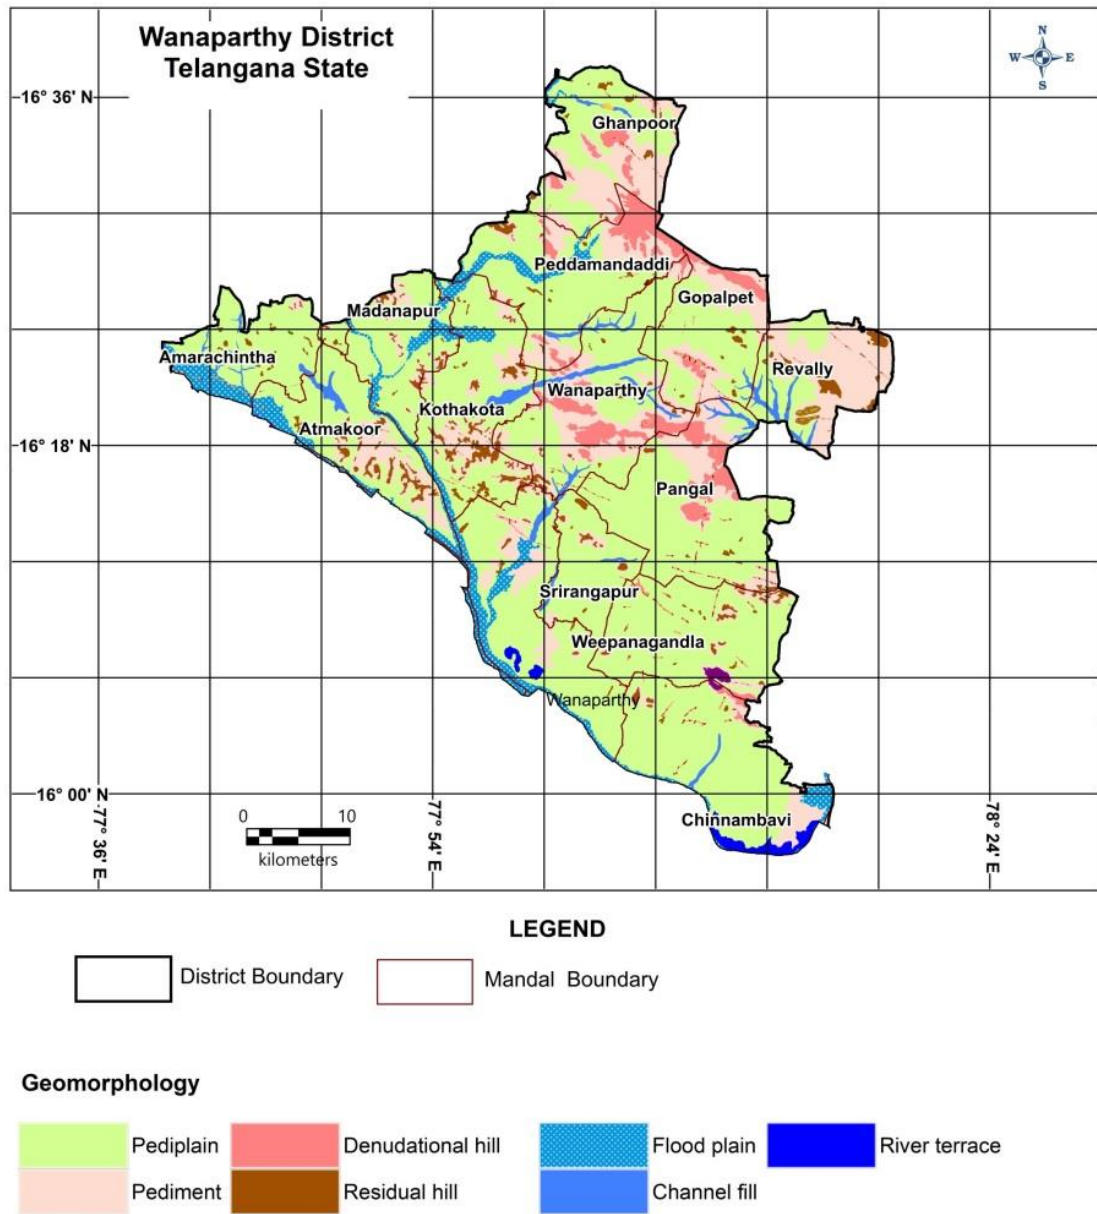 Wanaparthy District
Telangana State
N
W E
S
16° 36' N
Ghanpoor
Peddamandaddi
Gopalpet
Madanapur
Amarachintha
Revally
Wanaparthy
Kothakota
Atmakoor
16° 18' N
Pangal
Srirangapur
Weepanagandla
Wanaparthy
16° 00' N
Chinnambavi
0 10
kilometers
77° 36' E
77° 54' E
78° 24' E
LEGEND
District Boundary
Mandal Boundary
Geomorphology
Pediplain
Denudational hill
Flood plain
River terrace
Pediment
Residual hill
Channel fill